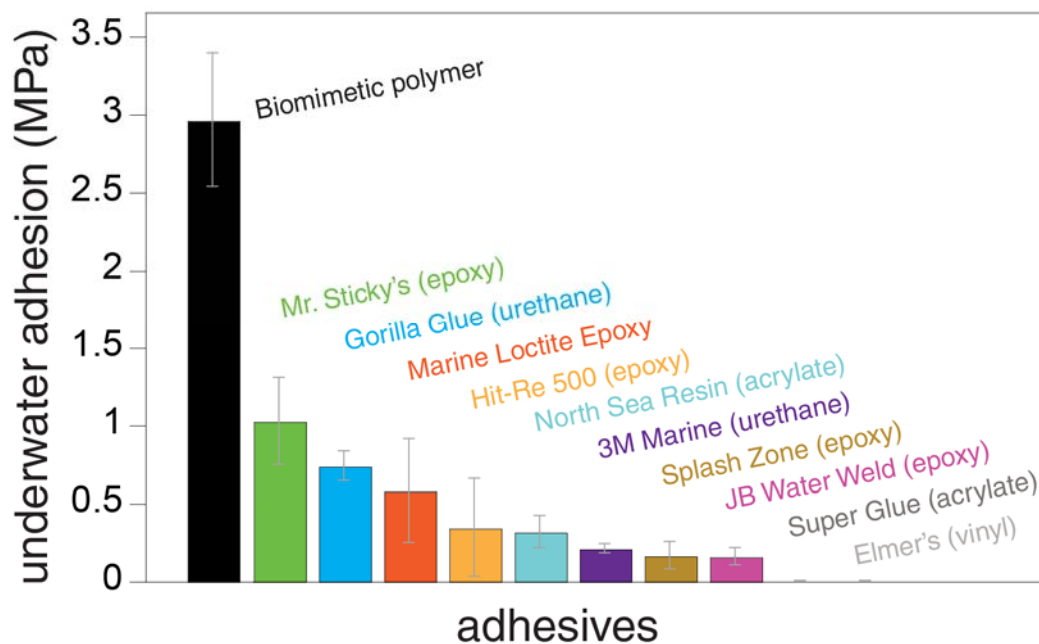 underwater adhesion (MPa)
3.5
3
2.5
2
1.5
1
0.5
0
Biomimetic polymer
Mr. Sticky's (epoxy)
Gorilla Glue (urethane)
Marine Loctite Epoxy
Hit-Re 500 (epoxy)
North Sea Resin (acrylate)
3M Marine (urethane)
Splash Zone (epoxy)
JB Water Weld (epoxy)
Super Glue (acrylate)
Elmer's (vinyl)
adhesives